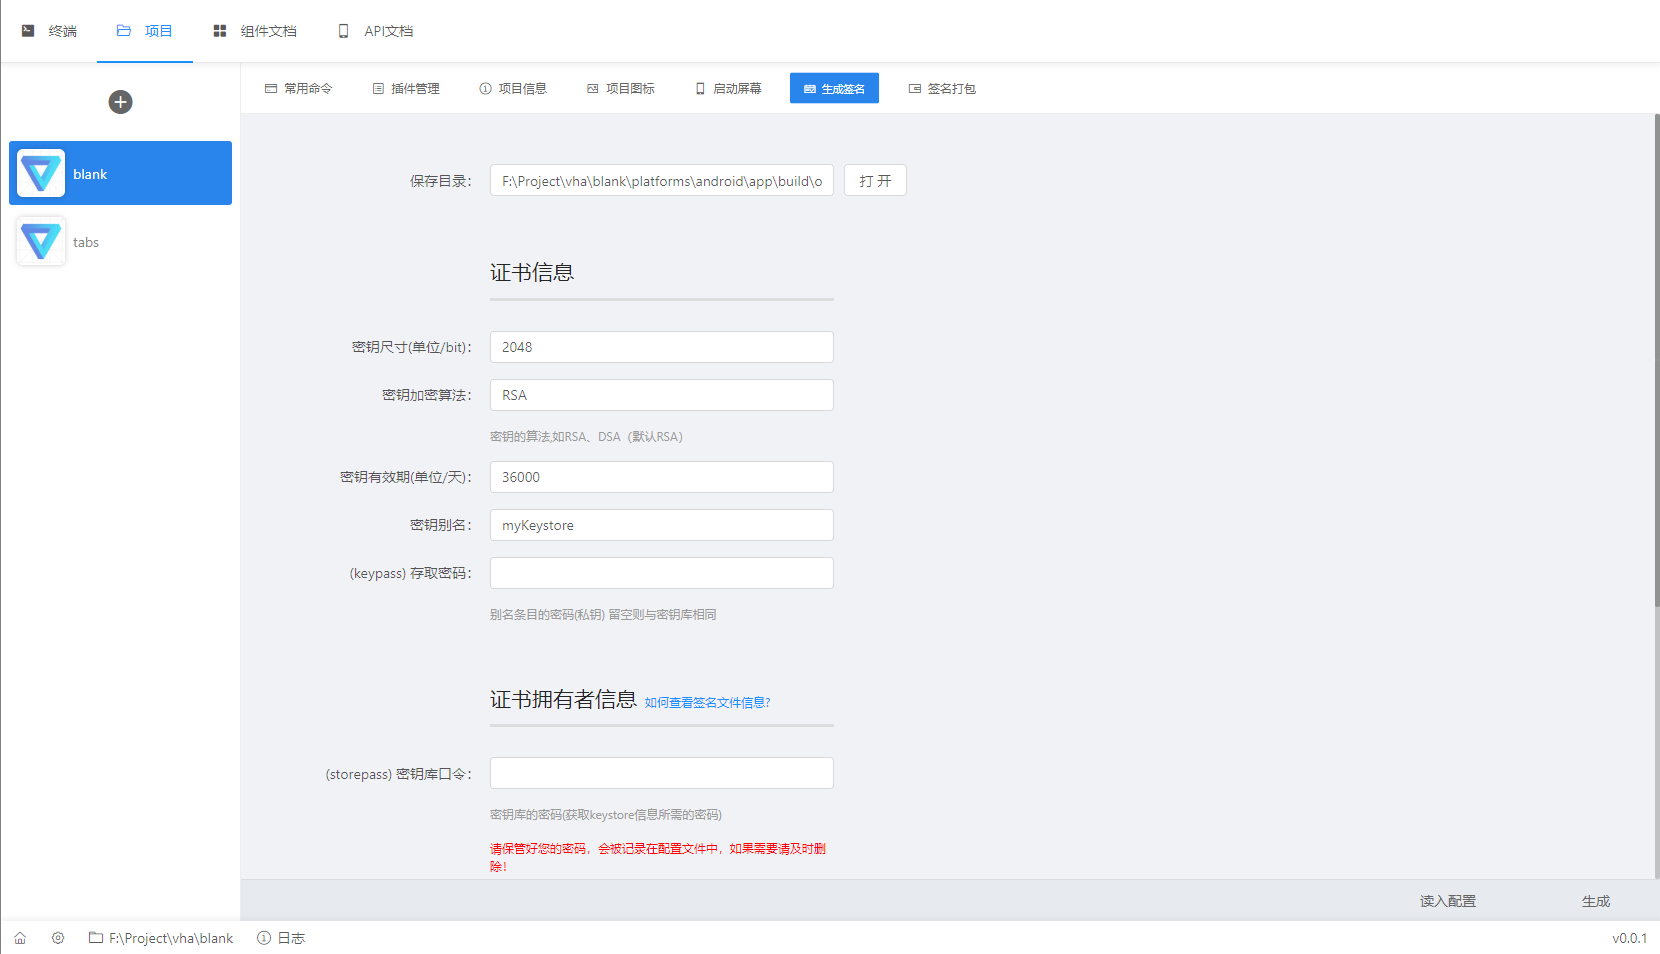 终端
项目
组件文档
API文档
常用命令
插件管理
项目信息
项目图标
启动屏幕
生成签名
签名打包
blank
tabs
保存目录： F:\Project\vha\blank\platforms\android\app\build\o 打 开
证书信息
密钥尺寸(单位/bit)： 2048
密钥加密算法： RSA
密钥的算法,如RSA、DSA（默认RSA）
密钥有效期(单位/天)： 36000
密钥别名： myKeystore
(keypass) 存取密码：
别名条目的密码(私钥) 留空则与密钥库相同
证书拥有者信息 如何查看签名文件信息?
(storepass) 密钥库口令：
密钥库的密码(获取keystore信息所需的密码)
请保管好您的密码，会被记录在配置文件中，如果需要请及时删
除！
读入配置
生成
F:\Project\vha\blank
日志
v0.0.1